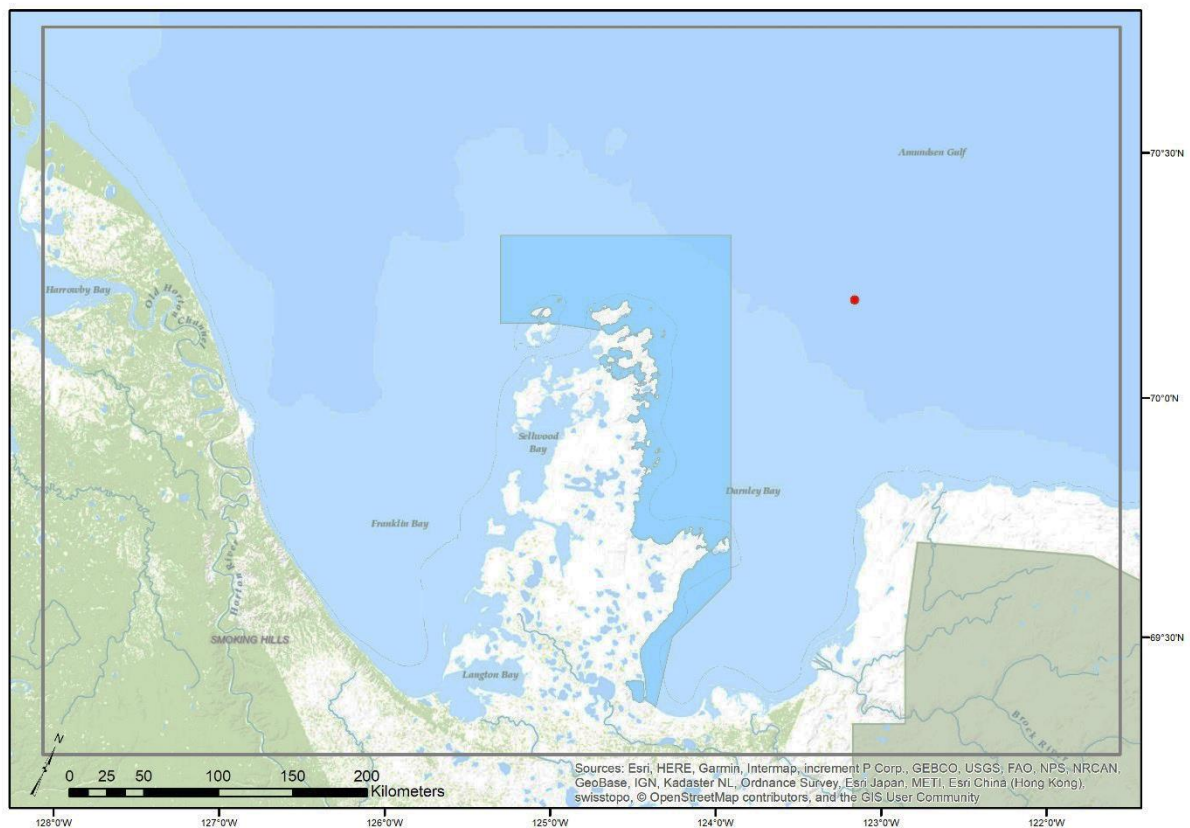 Amundsen Gulf
70°30'0"N
Harrowby Bay
Old Horton
Channel
70°0'0"N
Sellwood
Bay
Darnley Bay
Franklin Bay
Horton River
SMOKING HILLS
69°30'0"N
Langton Bay
Brock River
N
0 25 50 100 150 200
Kilometers
Sources: Esri, HERE, Garmin, Intermap, increment P Corp., GEBCO, USGS, FAO, NPS, NRCAN,
GeoBase, IGN, Kadaster NL, Ordnance Survey, Esri Japan, METI, Esri China (Hong Kong),
swisstopo, © OpenStreetMap contributors, and the GIS User Community
128°0'W 127°0'W 126°0'W 125°0'W 124°0'W 123°0'W 122°0'W